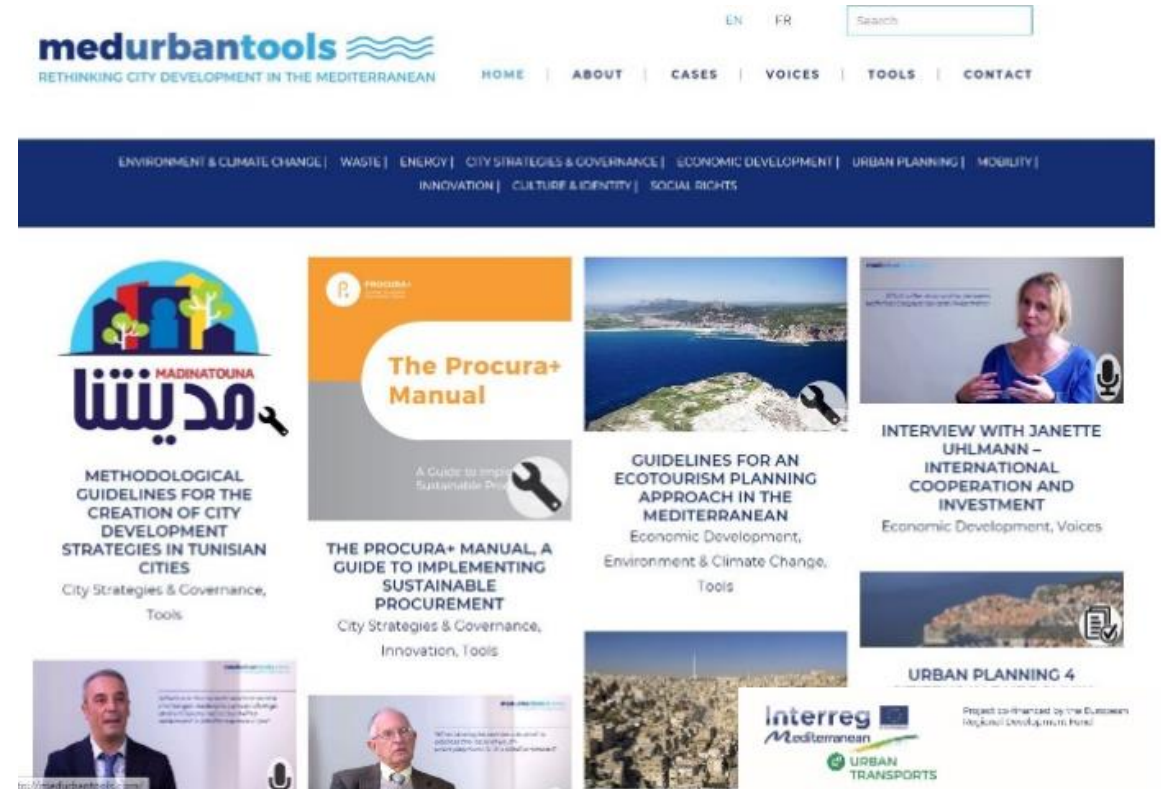 EN FR Search
medurbantools
RETHINKING CITY DEVELOPMENT IN THE MEDITERRANEAN
HOME | ABOUT | CASES | VOICES | TOOLS | CONTACT
ENVIRONMENT & CLIMATE CHANGE | WASTE | ENERGY | CITY STRATEGIES & GOVERNANCE | ECONOMIC DEVELOPMENT | URBAN PLANNING | MOBILITY |
INNOVATION | CULTURE & IDENTITY | SOCIAL RIGHTS
MADINATOUNA
مدينتنا
METHODOLOGICAL
GUIDELINES FOR THE
CREATION OF CITY
DEVELOPMENT
STRATEGIES IN TUNISIAN
CITIES
City Strategies & Governance,
Tools
PROCURA+
The Procura+
Manual
A Guide to
Sustainable
THE PROCURA+ MANUAL, A
GUIDE TO IMPLEMENTING
SUSTAINABLE
PROCUREMENT
City Strategies & Governance,
Innovation, Tools
GUIDELINES FOR AN
ECOTOURISM PLANNING
APPROACH IN THE
MEDITERRANEAN
Economic Development,
Environment & Climate Change,
Tools
INTERVIEW WITH JANETTE
UHLMANN –
INTERNATIONAL
COOPERATION AND
INVESTMENT
Economic Development, Voices
URBAN PLANNING 4
Interreg
Mediterranean
URBAN
TRANSPORTS
Project co-financed by the European
Regional Development Fund